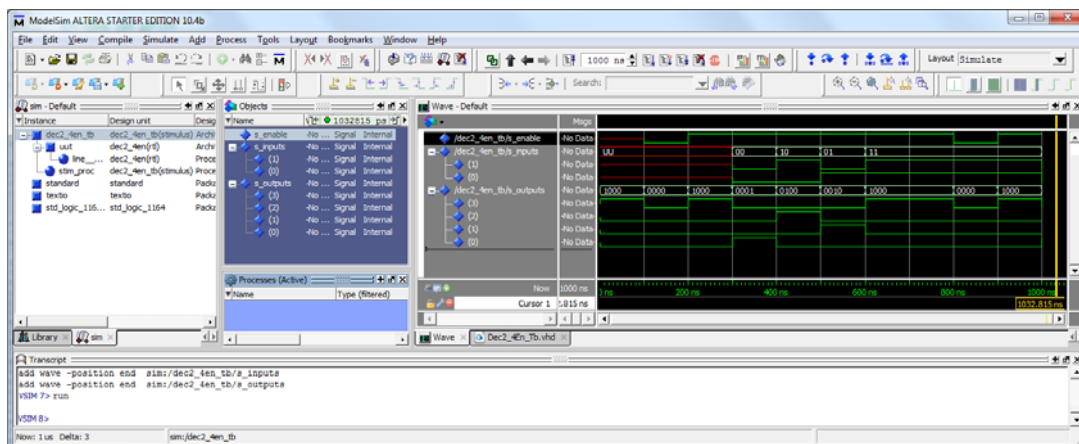 ModelSim ALTERA STARTER EDITION 10.4b
File Edit View Compile Simulate Add Process Tools Layout Bookmarks Window Help
1000 ns
Layout Simulate
Search:
sim - Default
Instance Design unit
dec2_4en_tb dec2_4en_tb(stimulus) Archi
uut dec2_4en(rtl) Archi
line__... dec2_4en(rtl) Proce
stim_proc dec2_4en_tb(stimulus) Proce
standard standard Packa
textio textio Packa
std_logic_116... std_logic_1164 Packa
Library sim
Objects
Name 1032815 ps
s_enable -No ... Signal Internal
s_inputs -No ... Signal Internal
(1) -No ... Signal Internal
(0) -No ... Signal Internal
s_outputs -No ... Signal Internal
(3) -No ... Signal Internal
(2) -No ... Signal Internal
(1) -No ... Signal Internal
(0) -No ... Signal Internal
Processes (Active)
Name Type (filtered)
Wave - Default
Msgs
/dec2_4en_tb/s_enable -No Data-
/dec2_4en_tb/s_inputs -No Data- UU 00 10 01 11
(1) -No Data-
(0) -No Data-
/dec2_4en_tb/s_outputs -No Data- 1000 0000 1000 0001 0100 0010 1000 0000 1000
(3) -No Data-
(2) -No Data-
(1) -No Data-
(0) -No Data-
Now 1000 ns
200 ns 400 ns 600 ns 800 ns 1000 ns
Cursor 1 1032.815 ns
Wave Dec2_4En_Tb.vhd
Transcript
add wave -position end sim:/dec2_4en_tb/s_inputs
add wave -position end sim:/dec2_4en_tb/s_outputs
VSIM 7> run
VSIM 8>
Now: 1 us Delta: 3 sim:/dec2_4en_tb